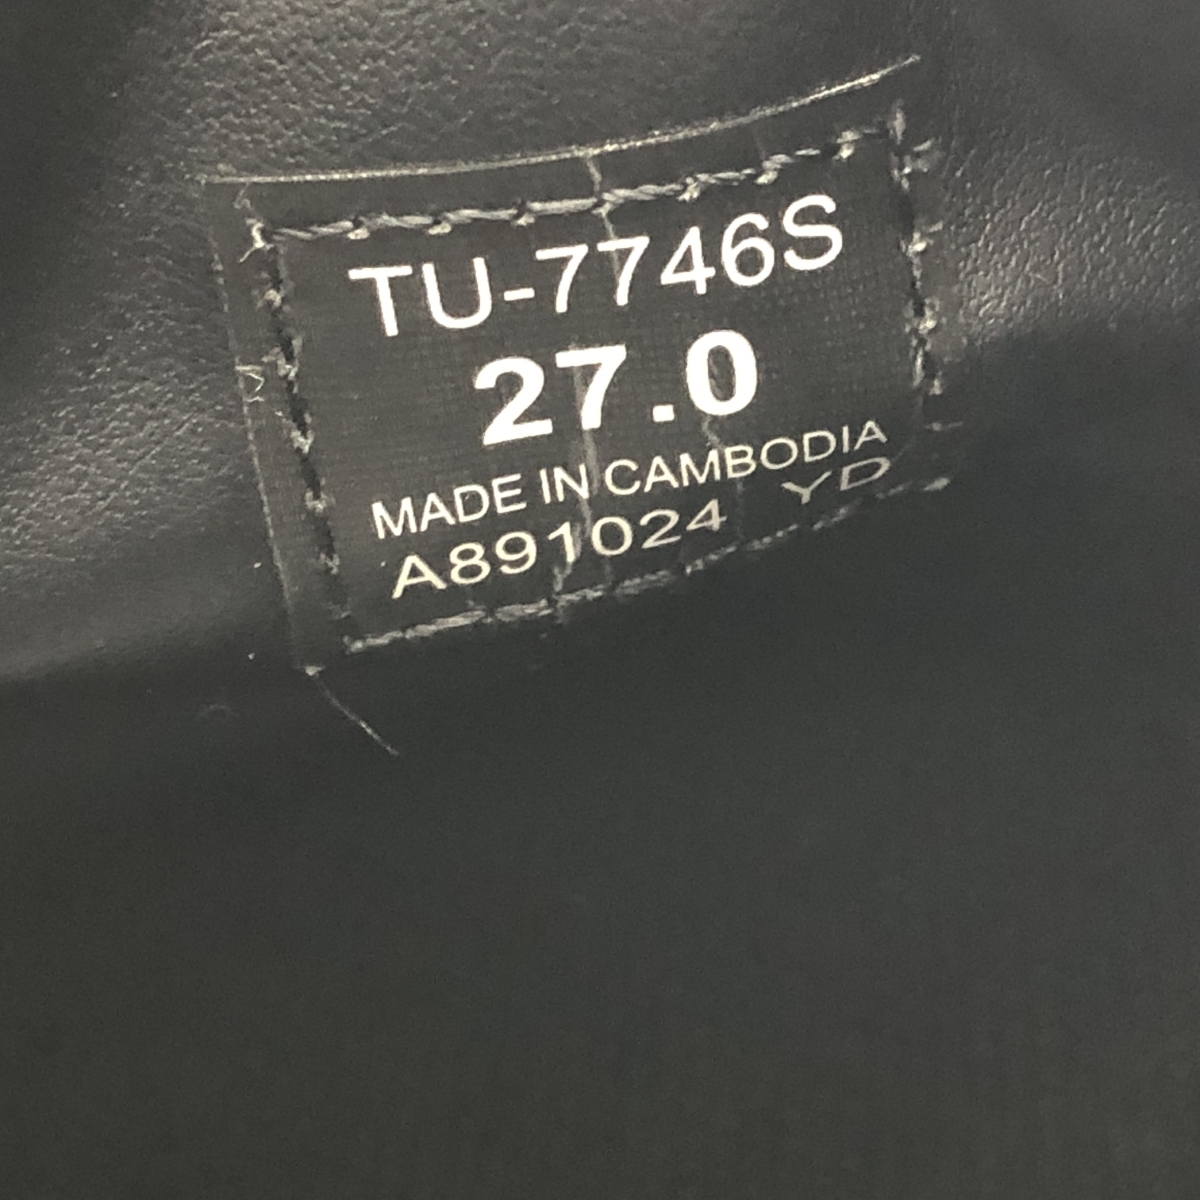 TU-7746S
27.0
MADE IN CAMBODIA
A891024 YD